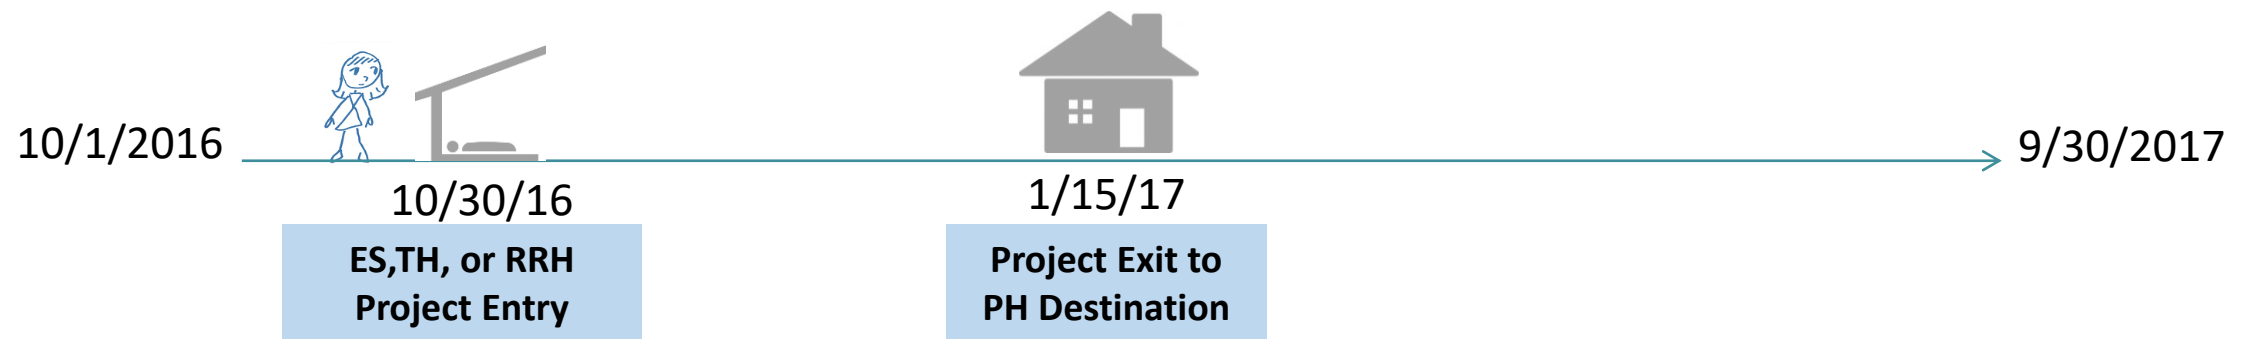 10/1/2016
9/30/2017
10/30/16
1/15/17
ES,TH, or RRH
Project Entry
Project Exit to
PH Destination